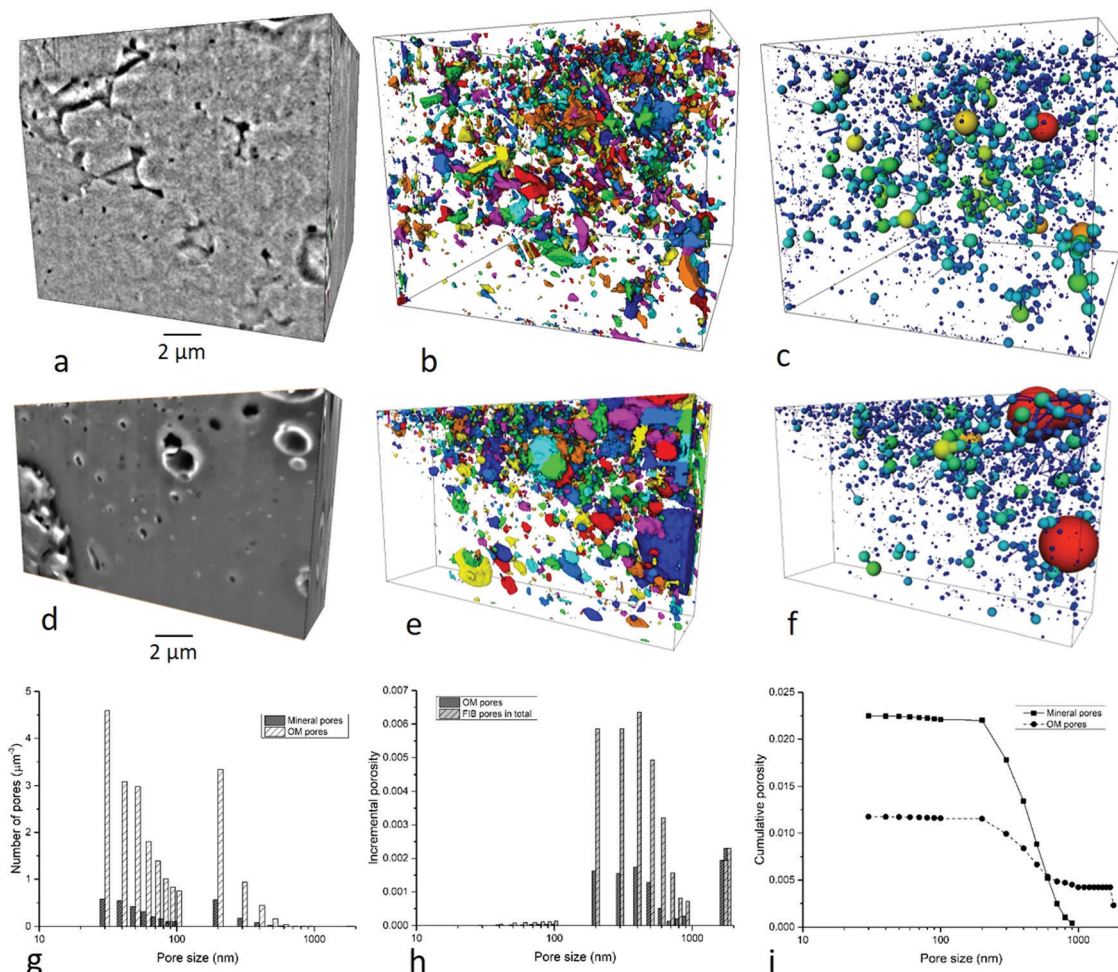 a
2 μm
b
c
d
2 μm
e
f
5
4
3
2
1
0
Number of pores (μm⁻³)
Mineral pores
OM pores
10
100
1000
Pore size (nm)
g
0.007
0.006
0.005
0.004
0.003
0.002
0.001
0.000
Incremental porosity
OM pores
FIB pores in total
10
100
1000
Pore size (nm)
h
0.025
0.020
0.015
0.010
0.005
0.000
Cumulative porosity
Mineral pores
OM pores
10
100
1000
Pore size (nm)
i